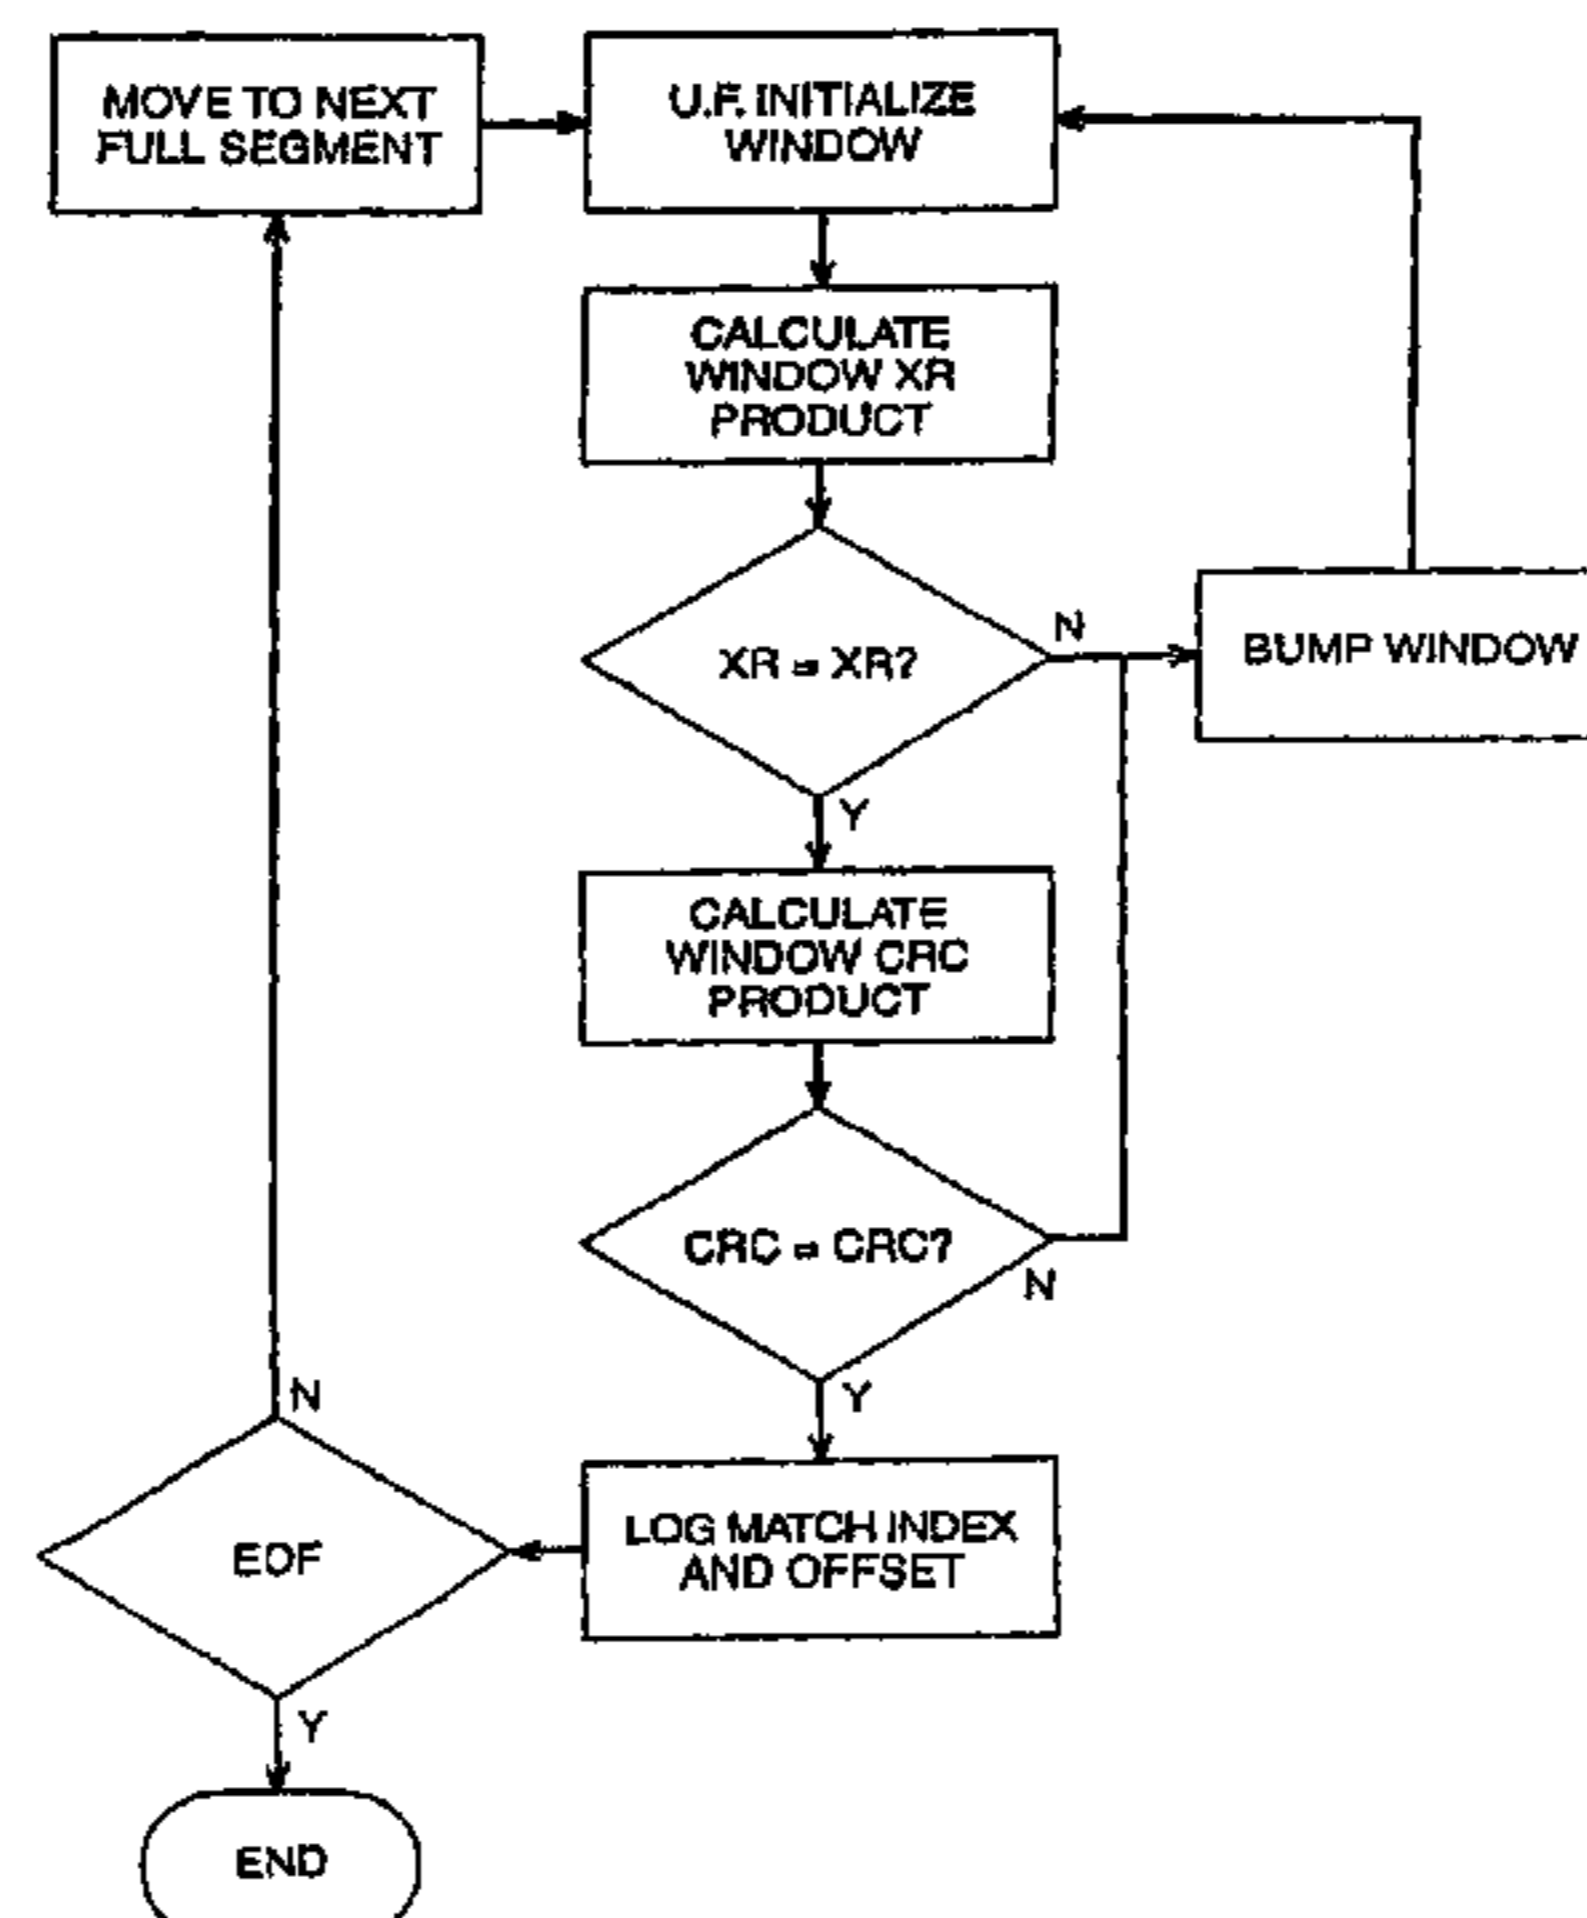 MOVE TO NEXT
FULL SEGMENT
U.F. INITIALIZE
WINDOW
CALCULATE
WINDOW XR
PRODUCT
XR = XR?
N
BUMP WINDOW
Y
CALCULATE
WINDOW CRC
PRODUCT
CRC = CRC?
N
Y
N
EOF
LOG MATCH INDEX
AND OFFSET
Y
END